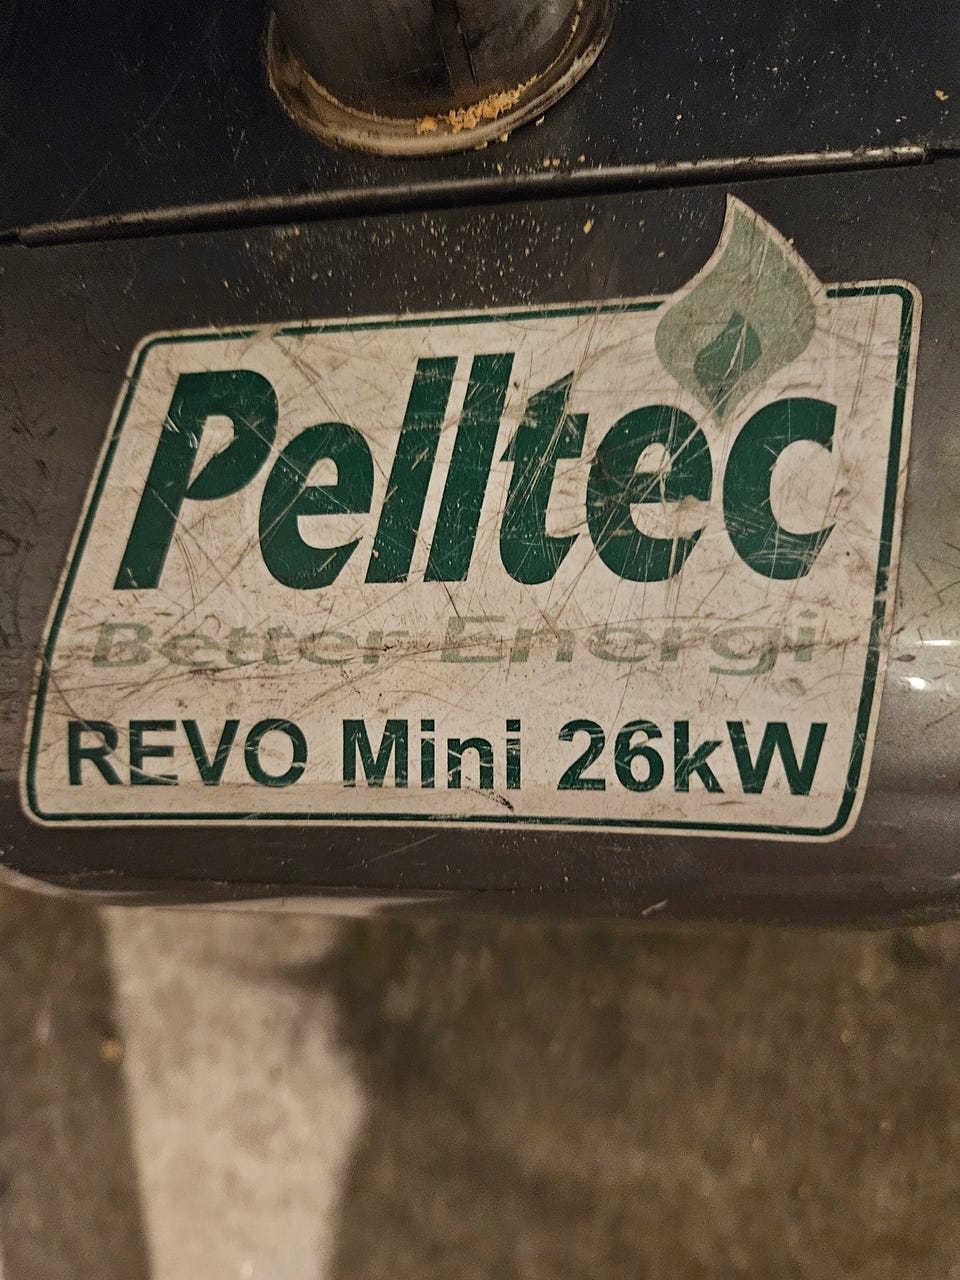 Pelltec
Better Energi
REVO Mini 26kW